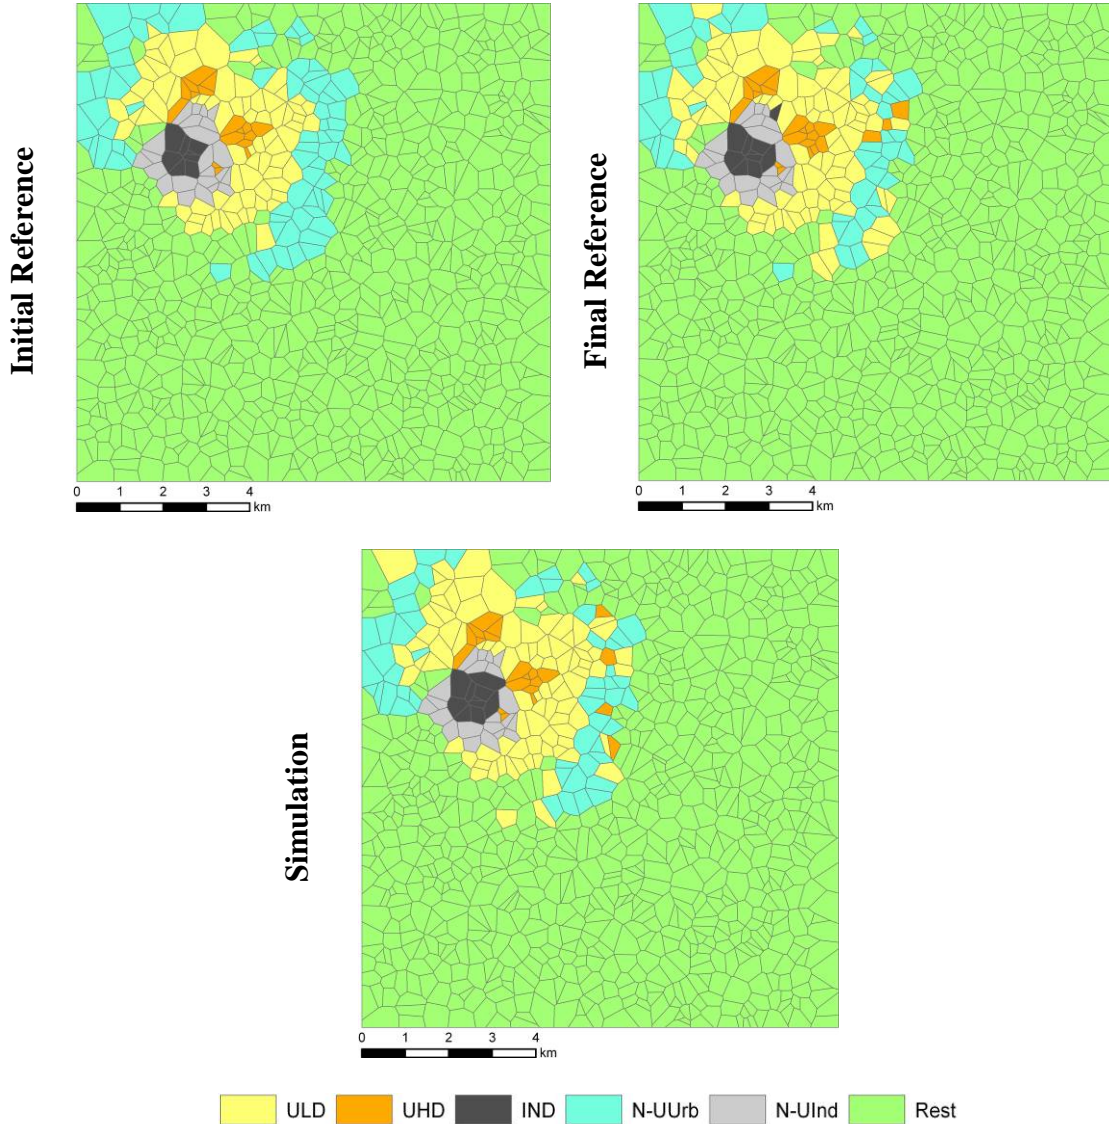 Initial Reference
0 1 2 3 4
km
Final Reference
0 1 2 3 4
km
Simulation
0 1 2 3 4
km
ULD UHD IND N-UUrb N-UInd Rest